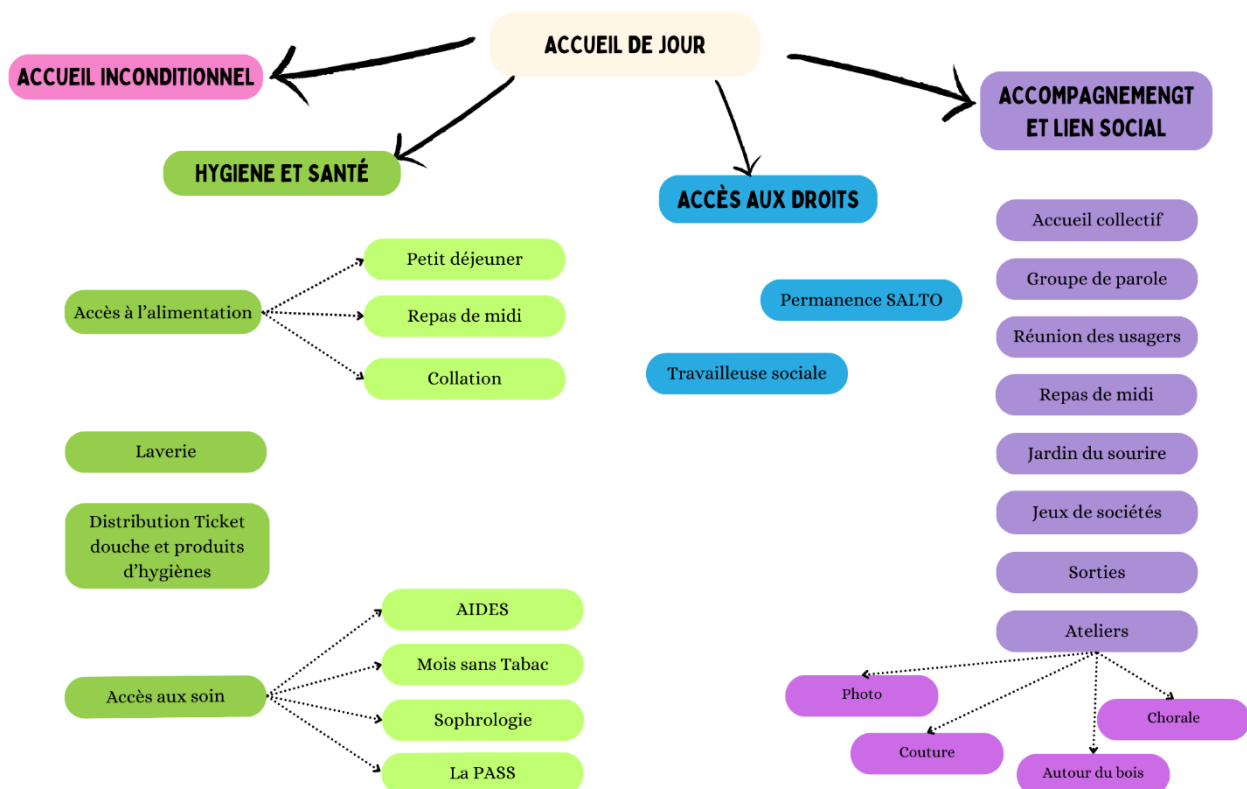 ACCUEIL DE JOUR
ACCUEIL INCONDITIONNEL
HYGIENE ET SANTÉ
ACCÈS AUX DROITS
ACCOMPAGNEMENGT
ET LIEN SOCIAL
Accès à l'alimentation
Petit déjeuner
Repas de midi
Collation
Laverie
Distribution Ticket
douche et produits
d'hygiènes
Accès aux soin
AIDES
Mois sans Tabac
Sophrologie
La PASS
Permanence SALTO
Travailleuse sociale
Accueil collectif
Groupe de parole
Réunion des usagers
Repas de midi
Jardin du sourire
Jeux de sociétés
Sorties
Ateliers
Photo
Couture
Autour du bois
Chorale